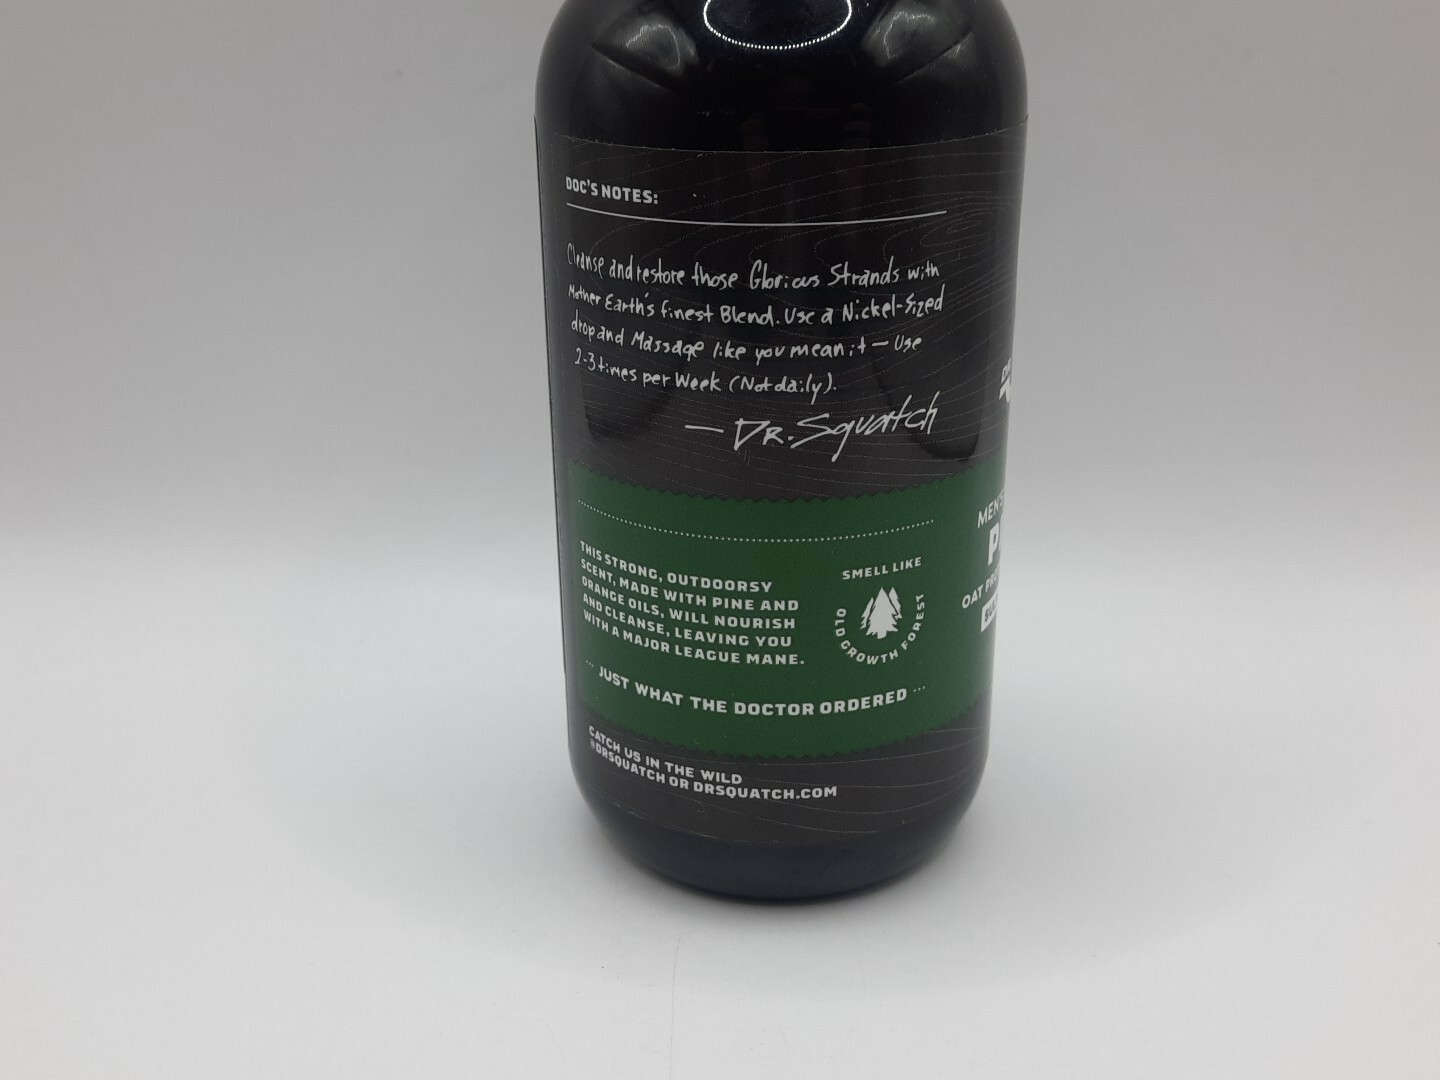 DOC'S NOTES:
Cleanse and restore those Glorious Strands with
Mother Earth's finest Blend. Use a Nickel-Sized
drop and Massage like you mean it — Use
2-3 times per Week (Not daily).
— DR. Squatch
THIS STRONG, OUTDOORSY
SCENT, MADE WITH PINE AND
ORANGE OILS, WILL NOURISH
AND CLEANSE, LEAVING YOU
WITH A MAJOR LEAGUE MANE.
SMELL LIKE
OLD GROWTH FOREST
... JUST WHAT THE DOCTOR ORDERED ...
CATCH US IN THE WILD
@DRSQUATCH OR DRSQUATCH.COM
MEN'S
OAT